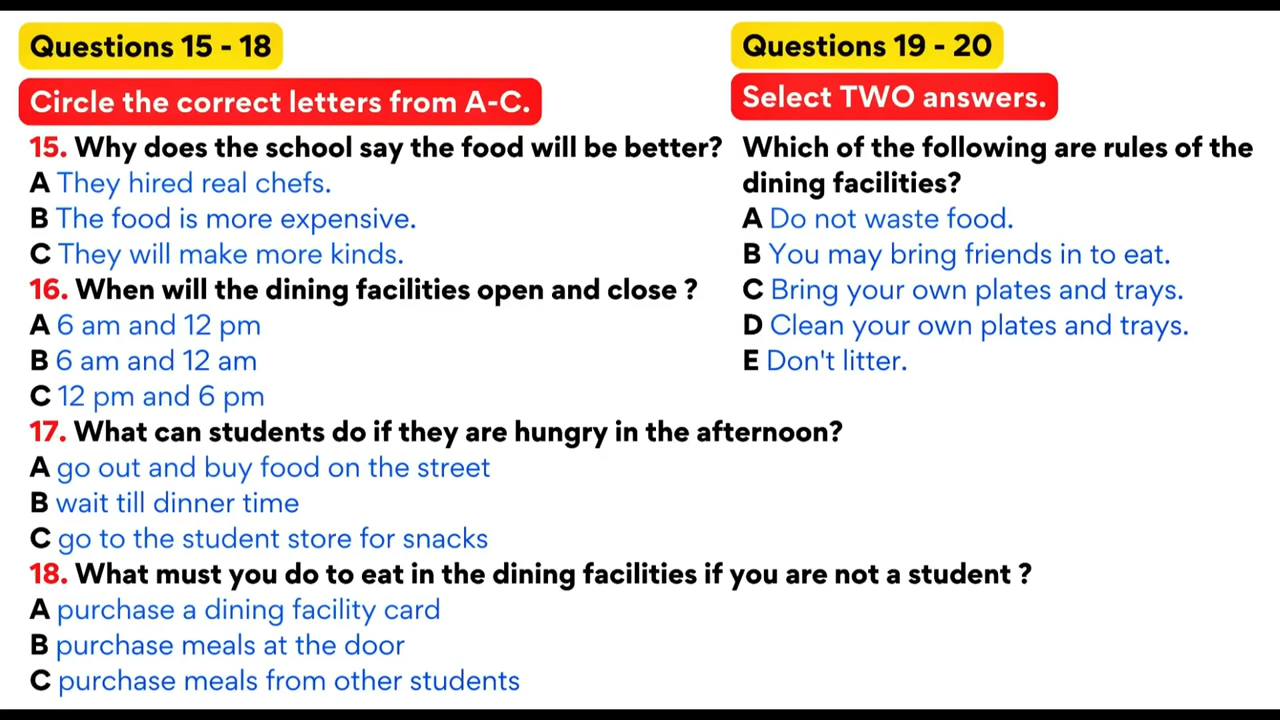 Questions 15 - 18
Circle the correct letters from A-C.
15. Why does the school say the food will be better?
A They hired real chefs.
B The food is more expensive.
C They will make more kinds.
16. When will the dining facilities open and close ?
A 6 am and 12 pm
B 6 am and 12 am
C 12 pm and 6 pm
17. What can students do if they are hungry in the afternoon?
A go out and buy food on the street
B wait till dinner time
C go to the student store for snacks
18. What must you do to eat in the dining facilities if you are not a student ?
A purchase a dining facility card
B purchase meals at the door
C purchase meals from other students
Questions 19 - 20
Select TWO answers.
Which of the following are rules of the
dining facilities?
A Do not waste food.
B You may bring friends in to eat.
C Bring your own plates and trays.
D Clean your own plates and trays.
E Don't litter.